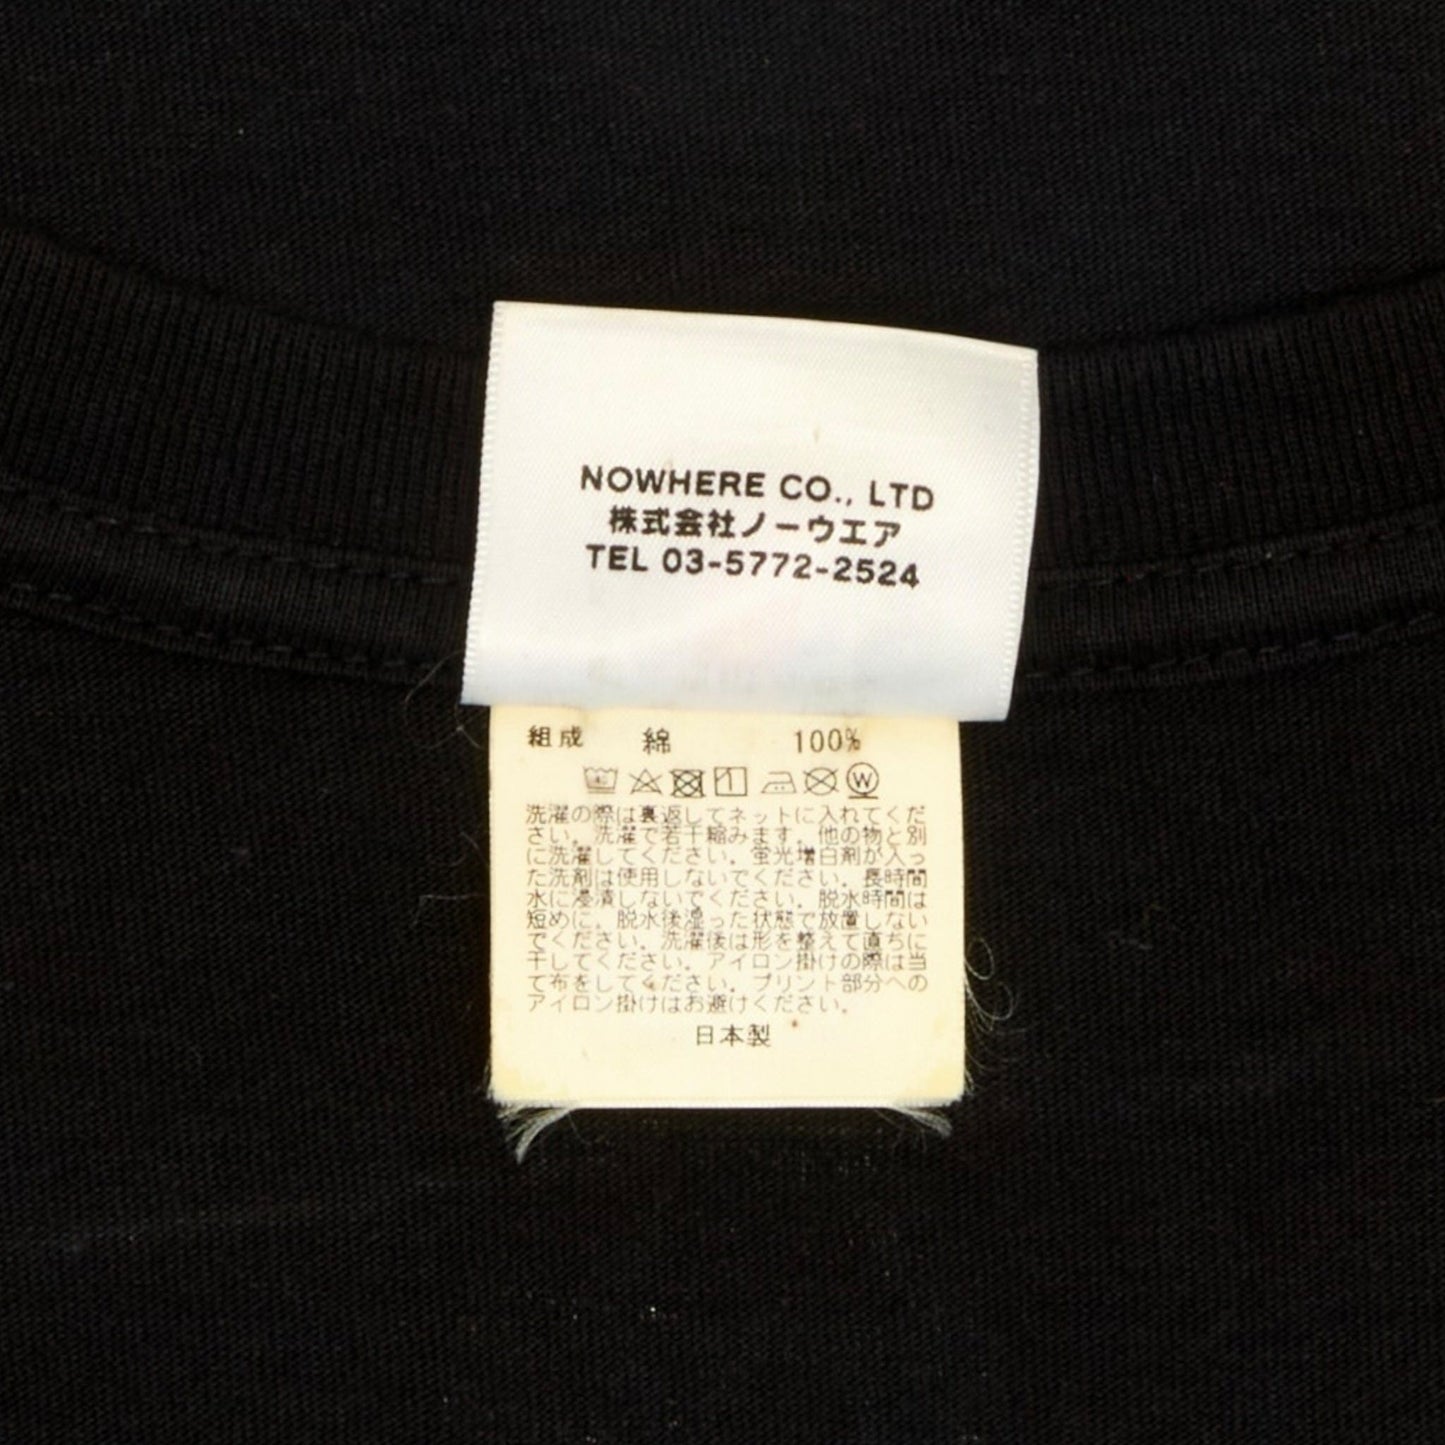 NOWHERE CO., LTD
株式会社ノーウエア
TEL 03-5772-2524
組成 綿 100%
W
洗濯の際は裏返してネットに入れてくだ
さい。洗濯で若干縮みます。他の物と別
に洗濯してください。蛍光増白剤が入っ
た洗剤は使用しないでください。長時間
水に浸漬しないでください。脱水時間は
短めに。脱水後湿った状態で放置しない
でください。洗濯後は形を整えて直ちに
干してください。アイロン掛けの際は当
て布をしてください。プリント部分への
アイロン掛けはお避けください。
日本製